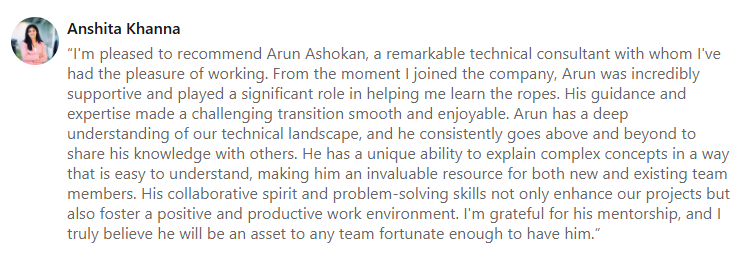 Anshita Khanna
“I'm pleased to recommend Arun Ashokan, a remarkable technical consultant with whom I've
had the pleasure of working. From the moment I joined the company, Arun was incredibly
supportive and played a significant role in helping me learn the ropes. His guidance and
expertise made a challenging transition smooth and enjoyable. Arun has a deep
understanding of our technical landscape, and he consistently goes above and beyond to
share his knowledge with others. He has a unique ability to explain complex concepts in a way
that is easy to understand, making him an invaluable resource for both new and existing team
members. His collaborative spirit and problem-solving skills not only enhance our projects but
also foster a positive and productive work environment. I'm grateful for his mentorship, and I
truly believe he will be an asset to any team fortunate enough to have him.”